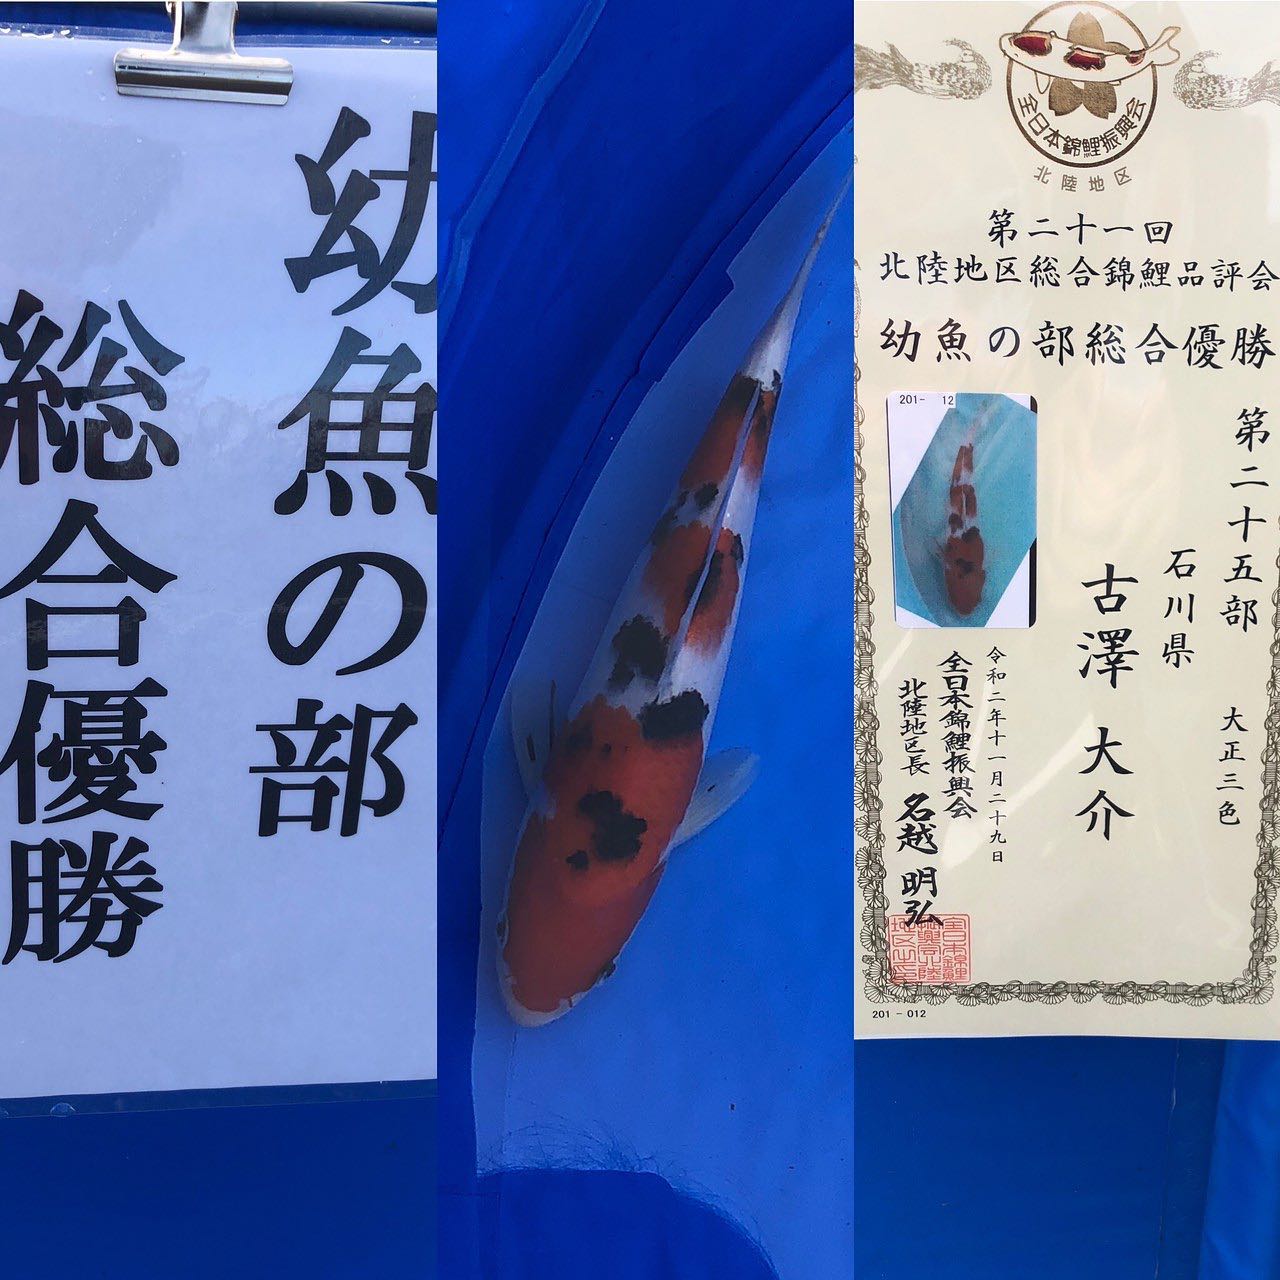 幼魚の部
総合優勝
全日本錦鯉振興会
北陸地区
第二十一回
北陸地区総合錦鯉品評会
幼魚の部総合優勝
201- 12
第二十五部 大正三色
石川県
古澤 大介
令和二年十一月二十九日
全日本錦鯉振興会
北陸地区長 名越 明弘
201 - 012